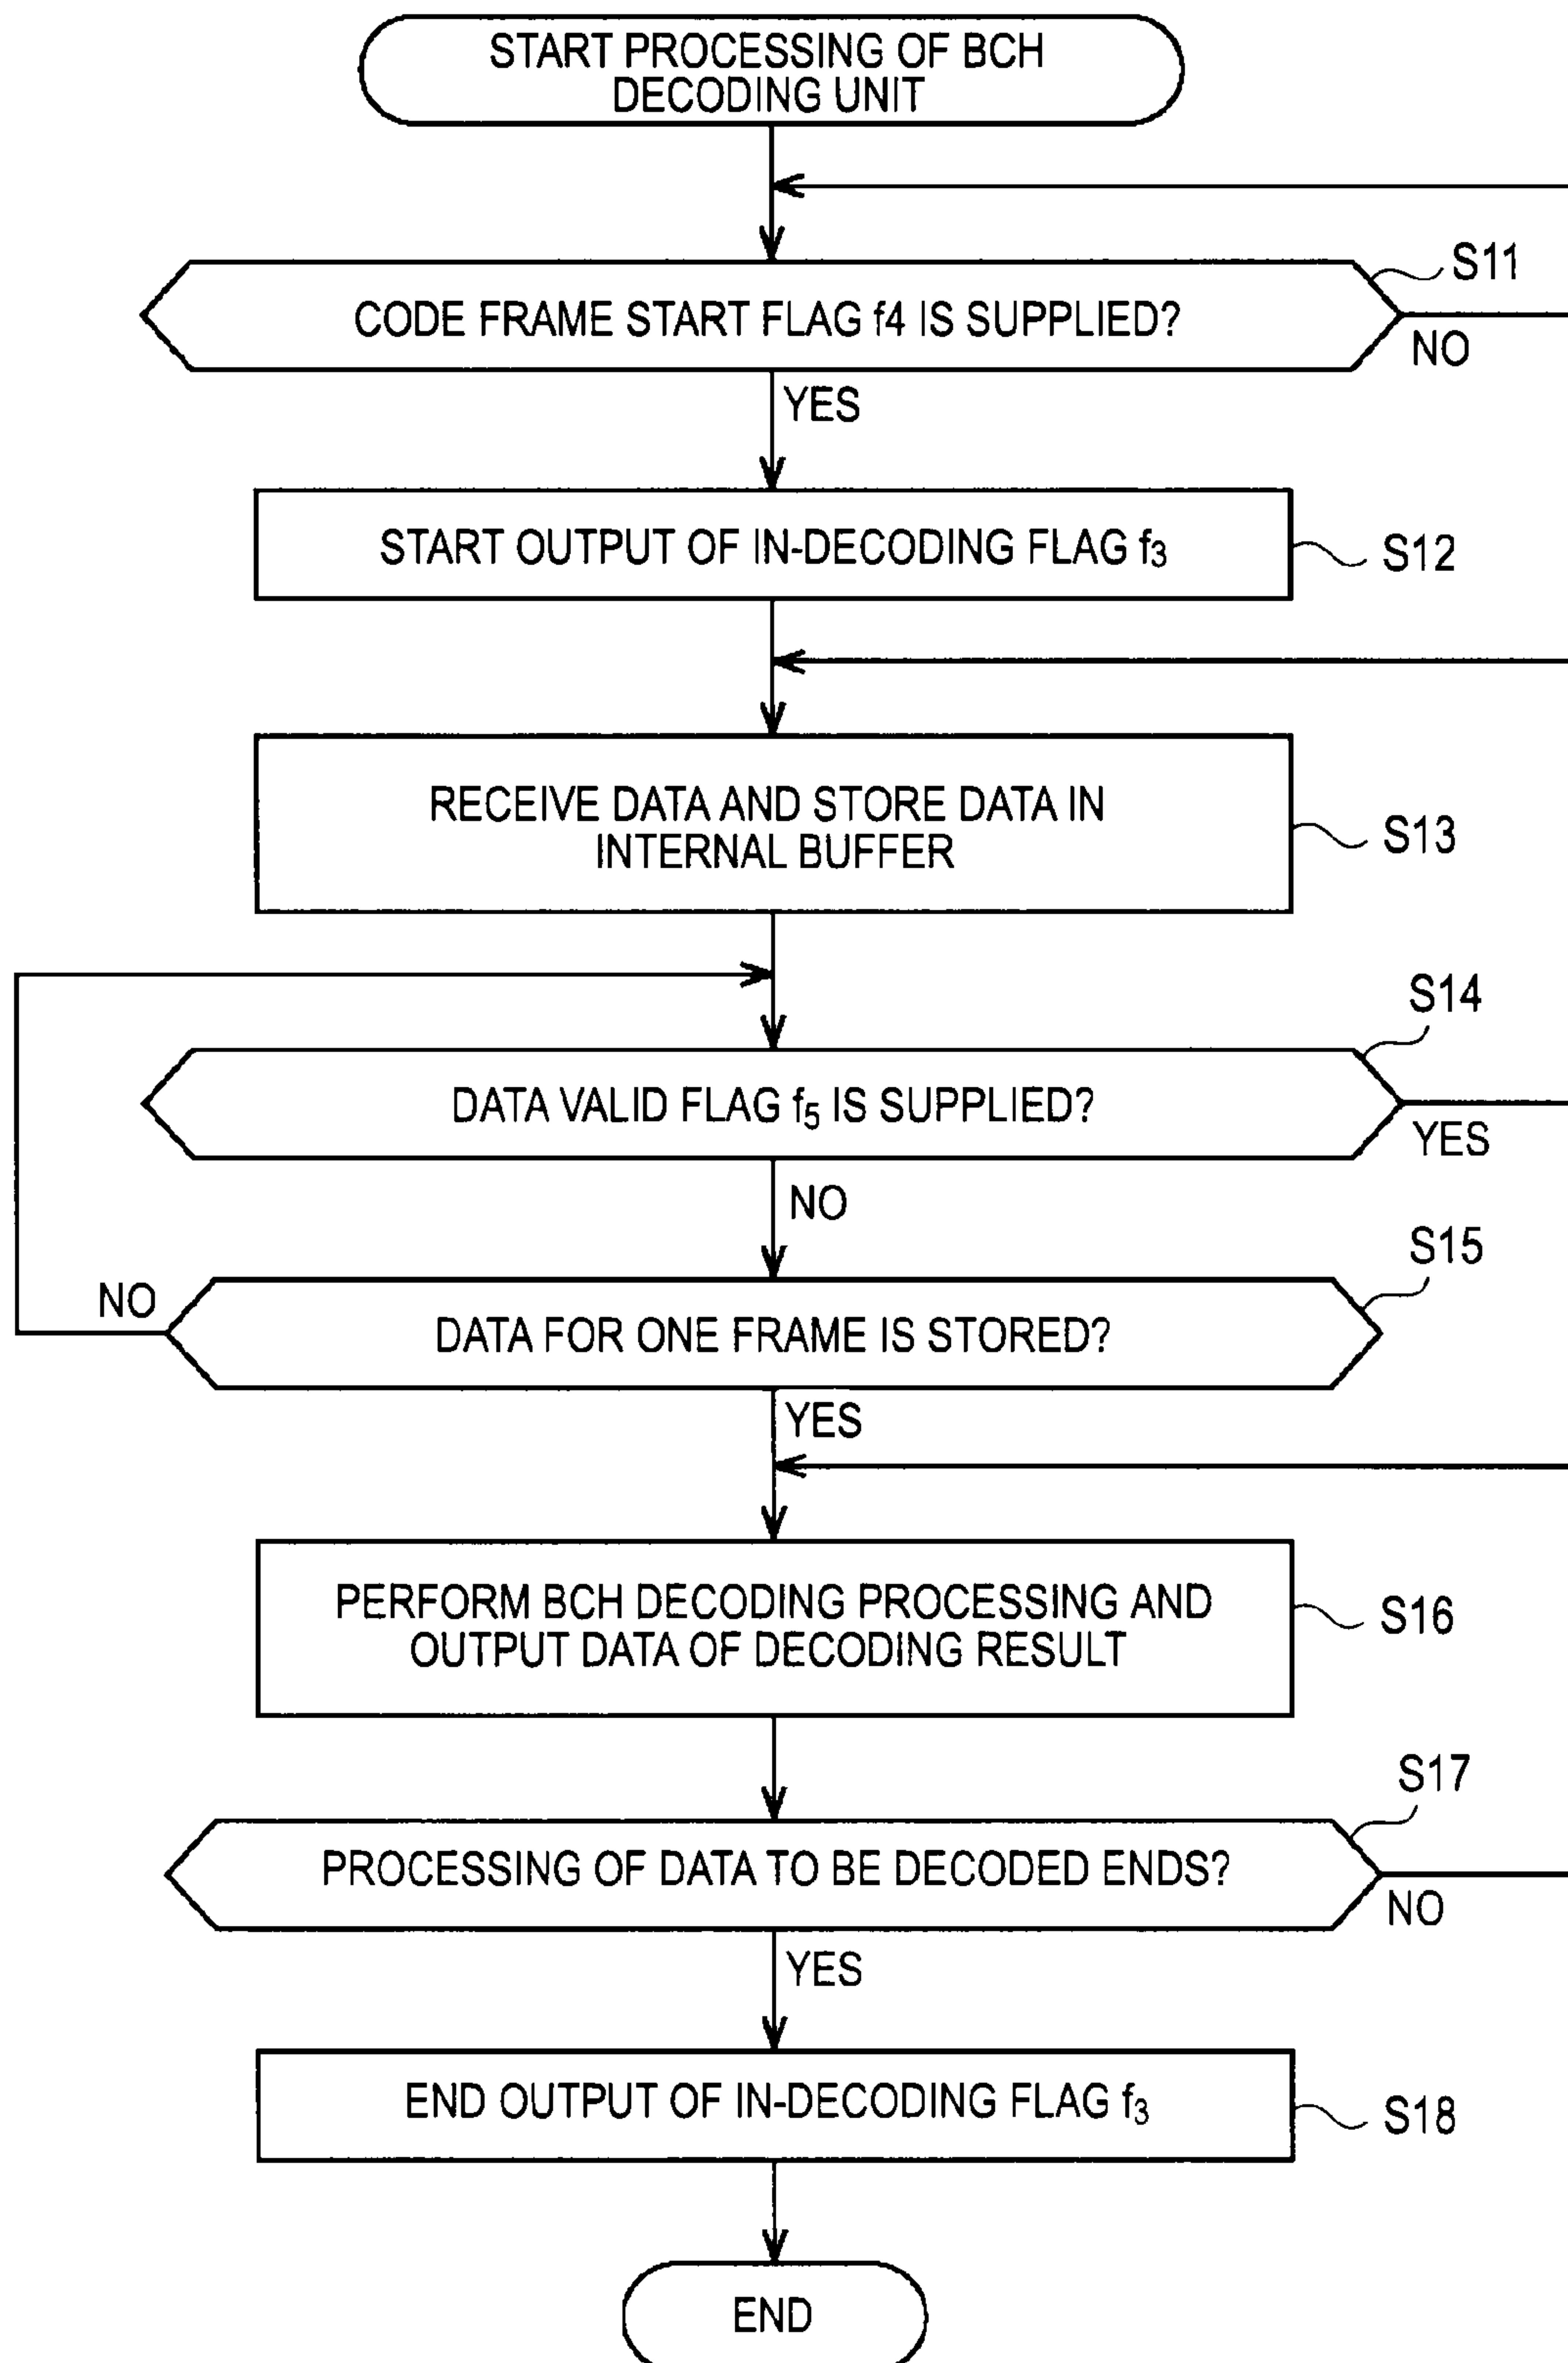 START PROCESSING OF BCH
DECODING UNIT
S11
CODE FRAME START FLAG f4 IS SUPPLIED?
NO
YES
START OUTPUT OF IN-DECODING FLAG f3
S12
RECEIVE DATA AND STORE DATA IN
INTERNAL BUFFER
S13
S14
DATA VALID FLAG f5 IS SUPPLIED?
YES
NO
S15
NO
DATA FOR ONE FRAME IS STORED?
YES
PERFORM BCH DECODING PROCESSING AND
OUTPUT DATA OF DECODING RESULT
S16
S17
PROCESSING OF DATA TO BE DECODED ENDS?
NO
YES
END OUTPUT OF IN-DECODING FLAG f3
S18
END